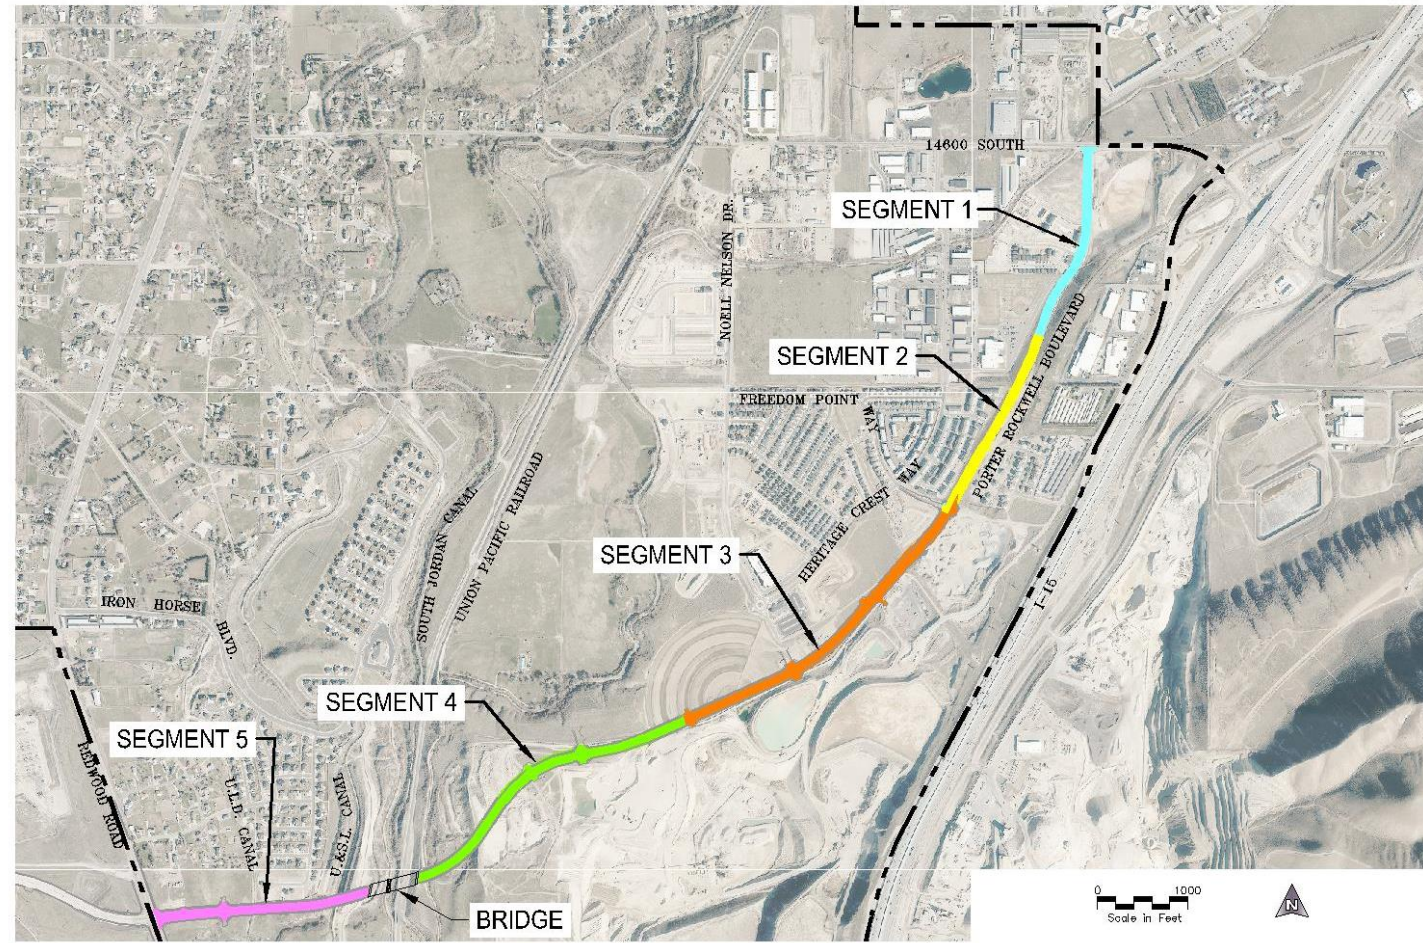 14600 SOUTH
SEGMENT 1
NOELL NELSON DR.
SEGMENT 2
PORTER ROCKWELL BOULEVARD
FREEDOM POINT
WAY
HERITAGE CREST WAY
SOUTH JORDAN CANAL
UNION PACIFIC RAILROAD
SEGMENT 3
I-15
IRON HORSE
BLVD.
SEGMENT 4
SEGMENT 5
REDWOOD ROAD
U.L.D. CANAL
U.&S.L. CANAL
BRIDGE
0 1000
Scale in Feet
N